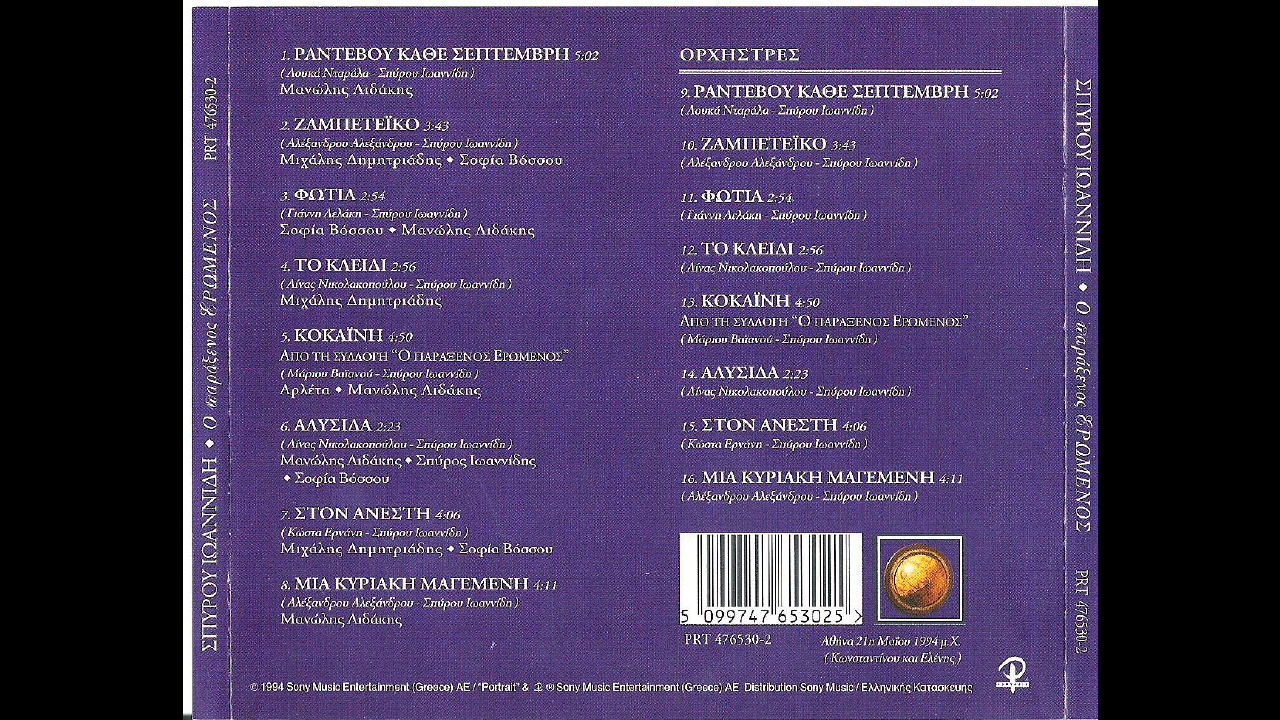 1. ΡΑΝΤΕΒΟΥ ΚΑΘΕ ΣΕΠΤΕΜΒΡΗ 5:02
( Λουκά Νταράλα - Σπύρου Ιωαννίδη )
Μανώλης Λιδάκης
2. ΖΑΜΠΕΤΕΪΚΟ 3:43
( Αλέξανδρου Αλεξάνδρου - Σπύρου Ιωαννίδη )
Μιχάλης Δημητριάδης • Σοφία Βόσσου
3. ΦΩΤΙΑ 2:54
( Γιάννη Λελάκη - Σπύρου Ιωαννίδη )
Σοφία Βόσσου • Μανώλης Λιδάκης
4. ΤΟ ΚΛΕΙΔΙ 2:56
( Λίνας Νικολακοπούλου - Σπύρου Ιωαννίδη )
Μιχάλης Δημητριάδης
5. ΚΟΚΑΪΝΗ 4:50
ΑΠΟ ΤΗ ΣΥΛΛΟΓΗ “Ο ΠΑΡΑΞΕΝΟΣ ΕΡΩΜΕΝΟΣ”
( Μάριου Βαϊανού - Σπύρου Ιωαννίδη )
Αρλέτα • Μανώλης Λιδάκης
6. ΑΛΥΣΙΔΑ 2:23
( Λίνας Νικολακοπούλου - Σπύρου Ιωαννίδη )
Μανώλης Λιδάκης • Σπύρος Ιωαννίδης
• Σοφία Βόσσου
7. ΣΤΟΝ ΑΝΕΣΤΗ 4:06
( Κώστα Ερνάνη - Σπύρου Ιωαννίδη )
Μιχάλης Δημητριάδης • Σοφία Βόσσου
8. ΜΙΑ ΚΥΡΙΑΚΗ ΜΑΓΕΜΕΝΗ 4:11
( Αλέξανδρου Αλεξάνδρου - Σπύρου Ιωαννίδη )
Μανώλης Λιδάκης
ΟΡΧΗΣΤΡΕΣ
9. ΡΑΝΤΕΒΟΥ ΚΑΘΕ ΣΕΠΤΕΜΒΡΗ 5:02
( Λουκά Νταράλα - Σπύρου Ιωαννίδη )
10. ΖΑΜΠΕΤΕΪΚΟ 3:43
( Αλέξανδρου Αλεξάνδρου - Σπύρου Ιωαννίδη )
11. ΦΩΤΙΑ 2:54
( Γιάννη Λελάκη - Σπύρου Ιωαννίδη )
12. ΤΟ ΚΛΕΙΔΙ 2:56
( Λίνας Νικολακοπούλου - Σπύρου Ιωαννίδη )
13. ΚΟΚΑΪΝΗ 4:50
ΑΠΟ ΤΗ ΣΥΛΛΟΓΗ “Ο ΠΑΡΑΞΕΝΟΣ ΕΡΩΜΕΝΟΣ”
( Μάριου Βαϊανού - Σπύρου Ιωαννίδη )
14. ΑΛΥΣΙΔΑ 2:23
( Λίνας Νικολακοπούλου - Σπύρου Ιωαννίδη )
15. ΣΤΟΝ ΑΝΕΣΤΗ 4:06
( Κώστα Ερνάνη - Σπύρου Ιωαννίδη )
16. ΜΙΑ ΚΥΡΙΑΚΗ ΜΑΓΕΜΕΝΗ 4:11
( Αλέξανδρου Αλεξάνδρου - Σπύρου Ιωαννίδη )
5 099747 653025 >
PRT 476530-2
Αθήνα 21η Μαΐου 1994 μ.Χ.
( Κωνσταντίνου και Ελένης )
© 1994 Sony Music Entertainment (Greece) AE / "Portrait" & ℗ ® Sony Music Entertainment (Greece) AE Distribution Sony Music / Ελληνικής Κατασκευής
ΣΠΥΡΟΥ ΙΩΑΝΝΙΔΗ • Ο παράξενος ΕΡΩΜΕΝΟΣ PRT 476530-2
ΣΠΥΡΟΥ ΙΩΑΝΝΙΔΗ • Ο παράξενος ΕΡΩΜΕΝΟΣ PRT 476530-2